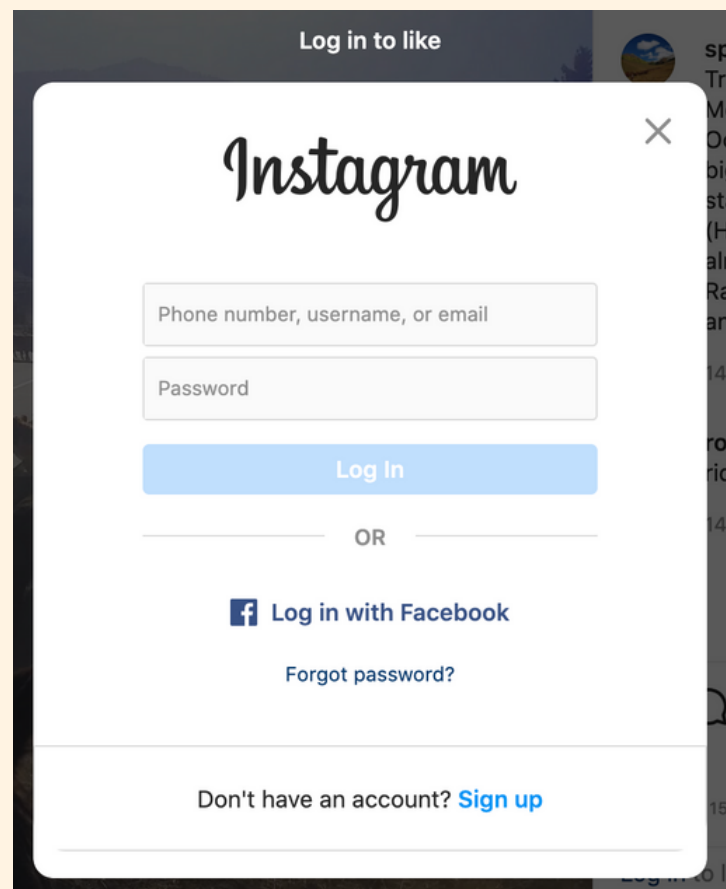 Log in to like
Instagram
Phone number, username, or email
Password
Log In
OR
Log in with Facebook
Forgot password?
Don't have an account? Sign up